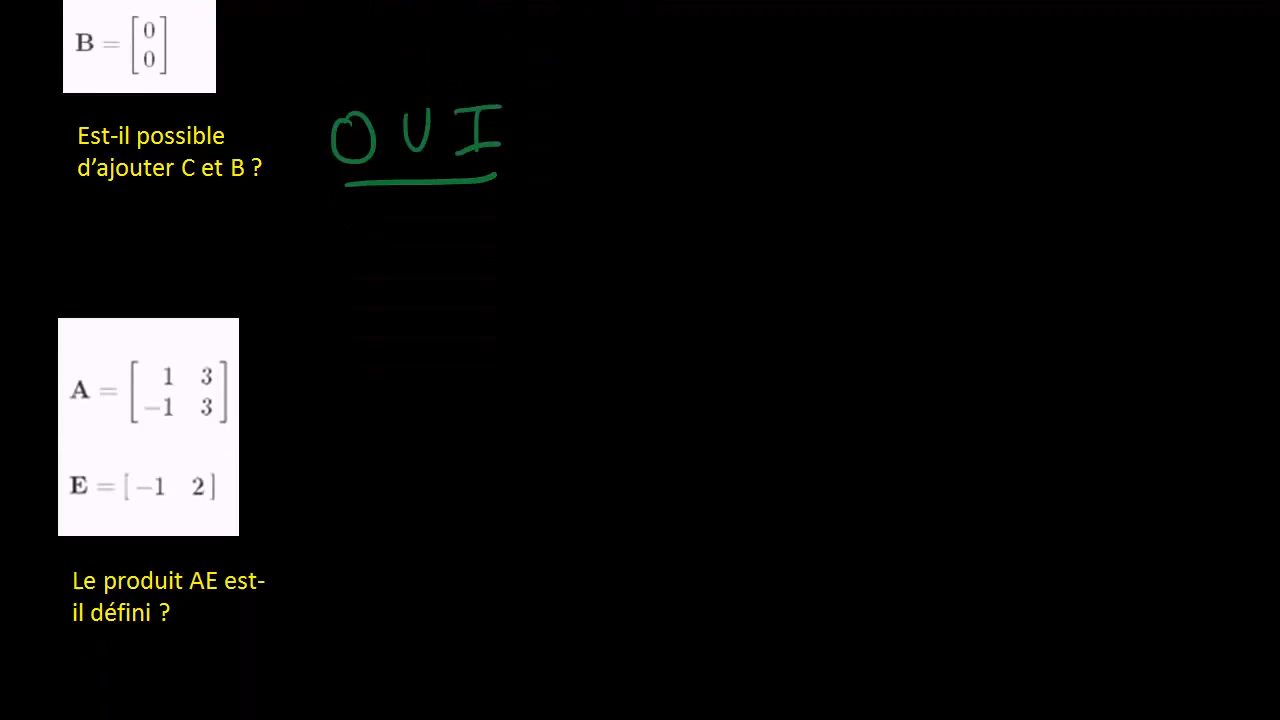 B = [0
0]
Est-il possible
d’ajouter C et B ?
OUI
A = [1 3
−1 3]
E = [−1 2]
Le produit AE est-
il défini ?